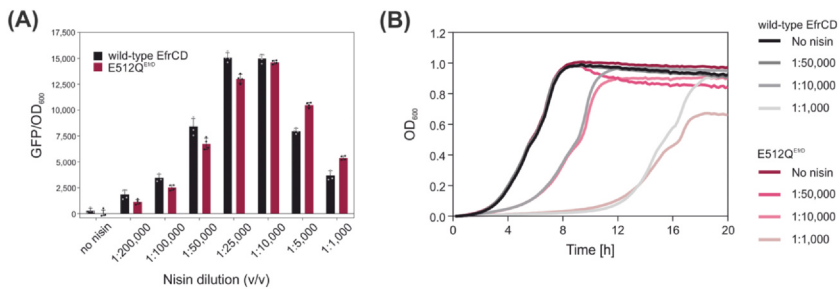 (A)
GFP/OD600
15,000
12,500
10,000
7,500
5,000
2,500
0
wild-type EfrCD
E512Q^EfrD
no nisin
1:200,000
1:100,000
1:50,000
1:25,000
1:10,000
1:5,000
1:1,000
Nisin dilution (v/v)
(B)
OD600
1.2
1.0
0.8
0.6
0.4
0.2
0.0
0
4
8
12
16
20
Time [h]
wild-type EfrCD
No nisin
1:50,000
1:10,000
1:1,000
E512Q^EfrD
No nisin
1:50,000
1:10,000
1:1,000